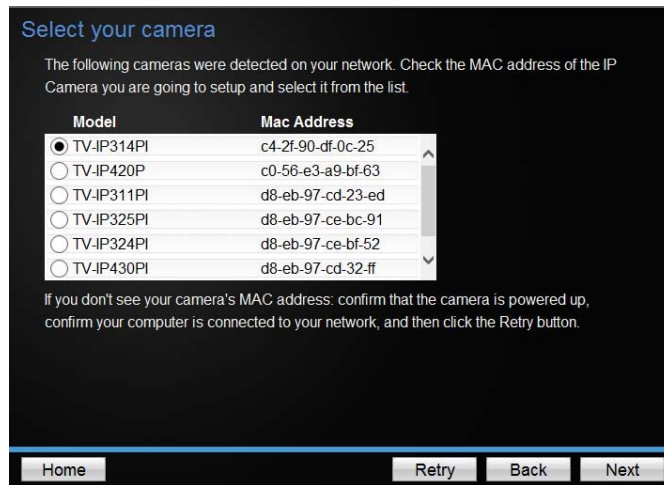 Select your camera
The following cameras were detected on your network. Check the MAC address of the IP
Camera you are going to setup and select it from the list.
Model Mac Address
TV-IP314PI c4-2f-90-df-0c-25
TV-IP420P c0-56-e3-a9-bf-63
TV-IP311PI d8-eb-97-cd-23-ed
TV-IP325PI d8-eb-97-ce-bc-91
TV-IP324PI d8-eb-97-ce-bf-52
TV-IP430PI d8-eb-97-cd-32-ff
If you don't see your camera's MAC address: confirm that the camera is powered up,
confirm your computer is connected to your network, and then click the Retry button.
Home Retry Back Next